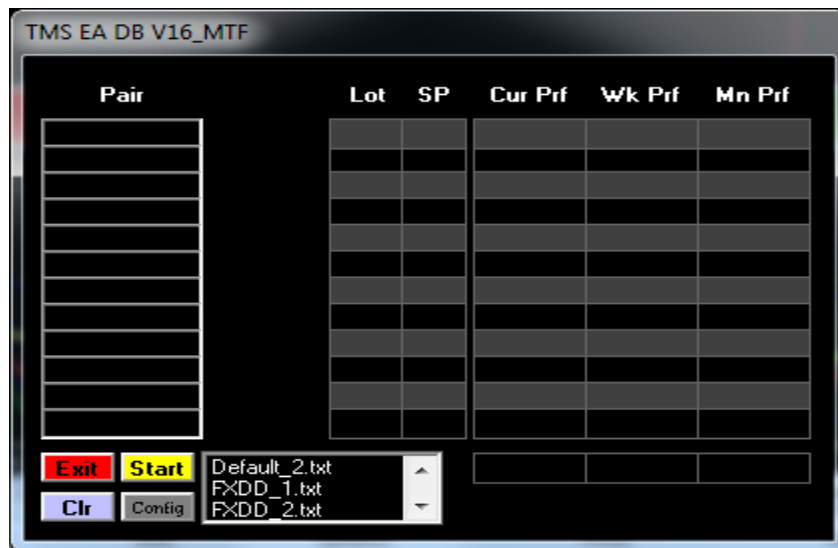 TMS EA DB V16_MTF
Pair Lot SP Cur Prf Wk Prf Mn Prf
Exit Start Default_2.txt
FXDD_1.txt
Clr Config FXDD_2.txt